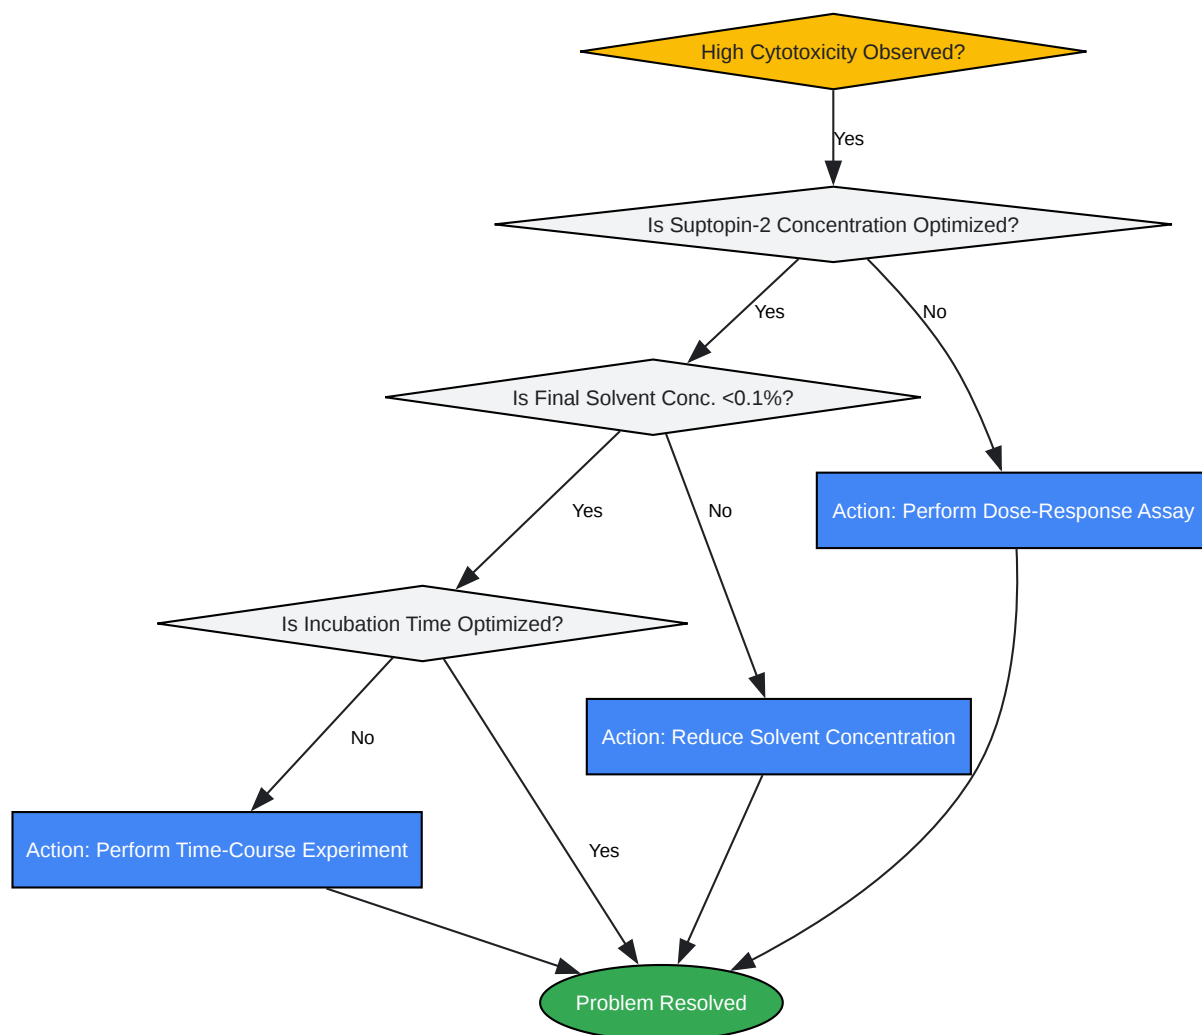 High Cytotoxicity Observed?
Yes
Is Suptopin-2 Concentration Optimized?
Yes
No
Is Final Solvent Conc. <0.1%?
Yes
No
Action: Perform Dose-Response Assay
Is Incubation Time Optimized?
No
Action: Reduce Solvent Concentration
Action: Perform Time-Course Experiment
Yes
Problem Resolved